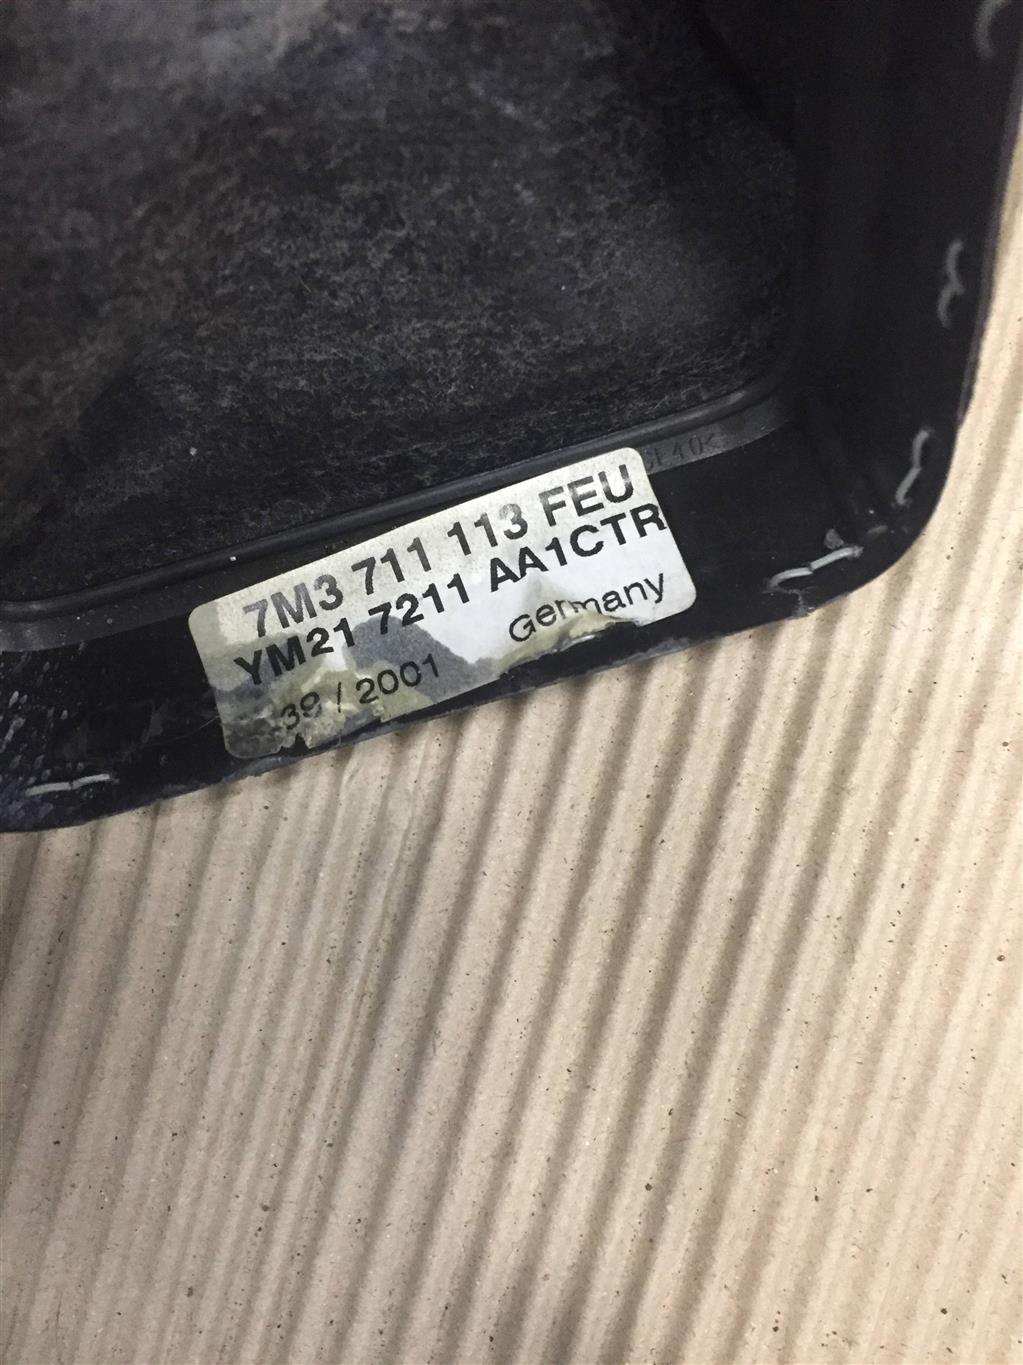 7M3 711 113 FEU
YM21 7211 AA1CTR
39 / 2001 Germany